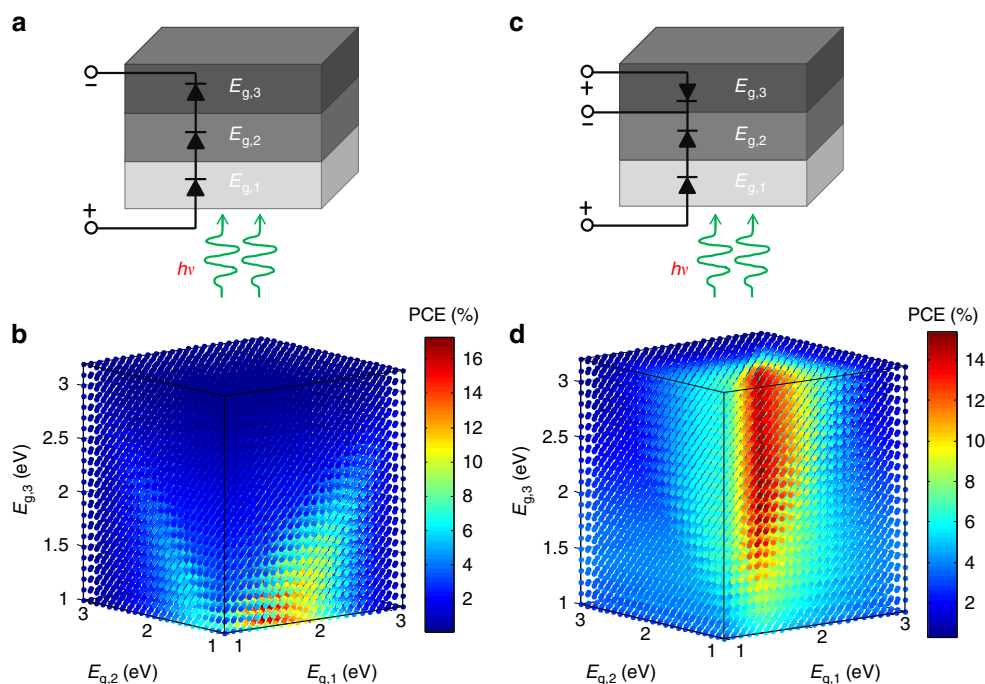 a
−
E g,3
E g,2
E g,1
+
hν
c
+
−
E g,3
E g,2
E g,1
+
hν
b
PCE (%)
3
2.5
2
1.5
1
E g,3 (eV)
3
2
1
1
2
3
E g,2 (eV)
E g,1 (eV)
16
14
12
10
8
6
4
2
d
PCE (%)
3
2.5
2
1.5
1
E g,3 (eV)
3
2
1
1
2
3
E g,2 (eV)
E g,1 (eV)
14
12
10
8
6
4
2